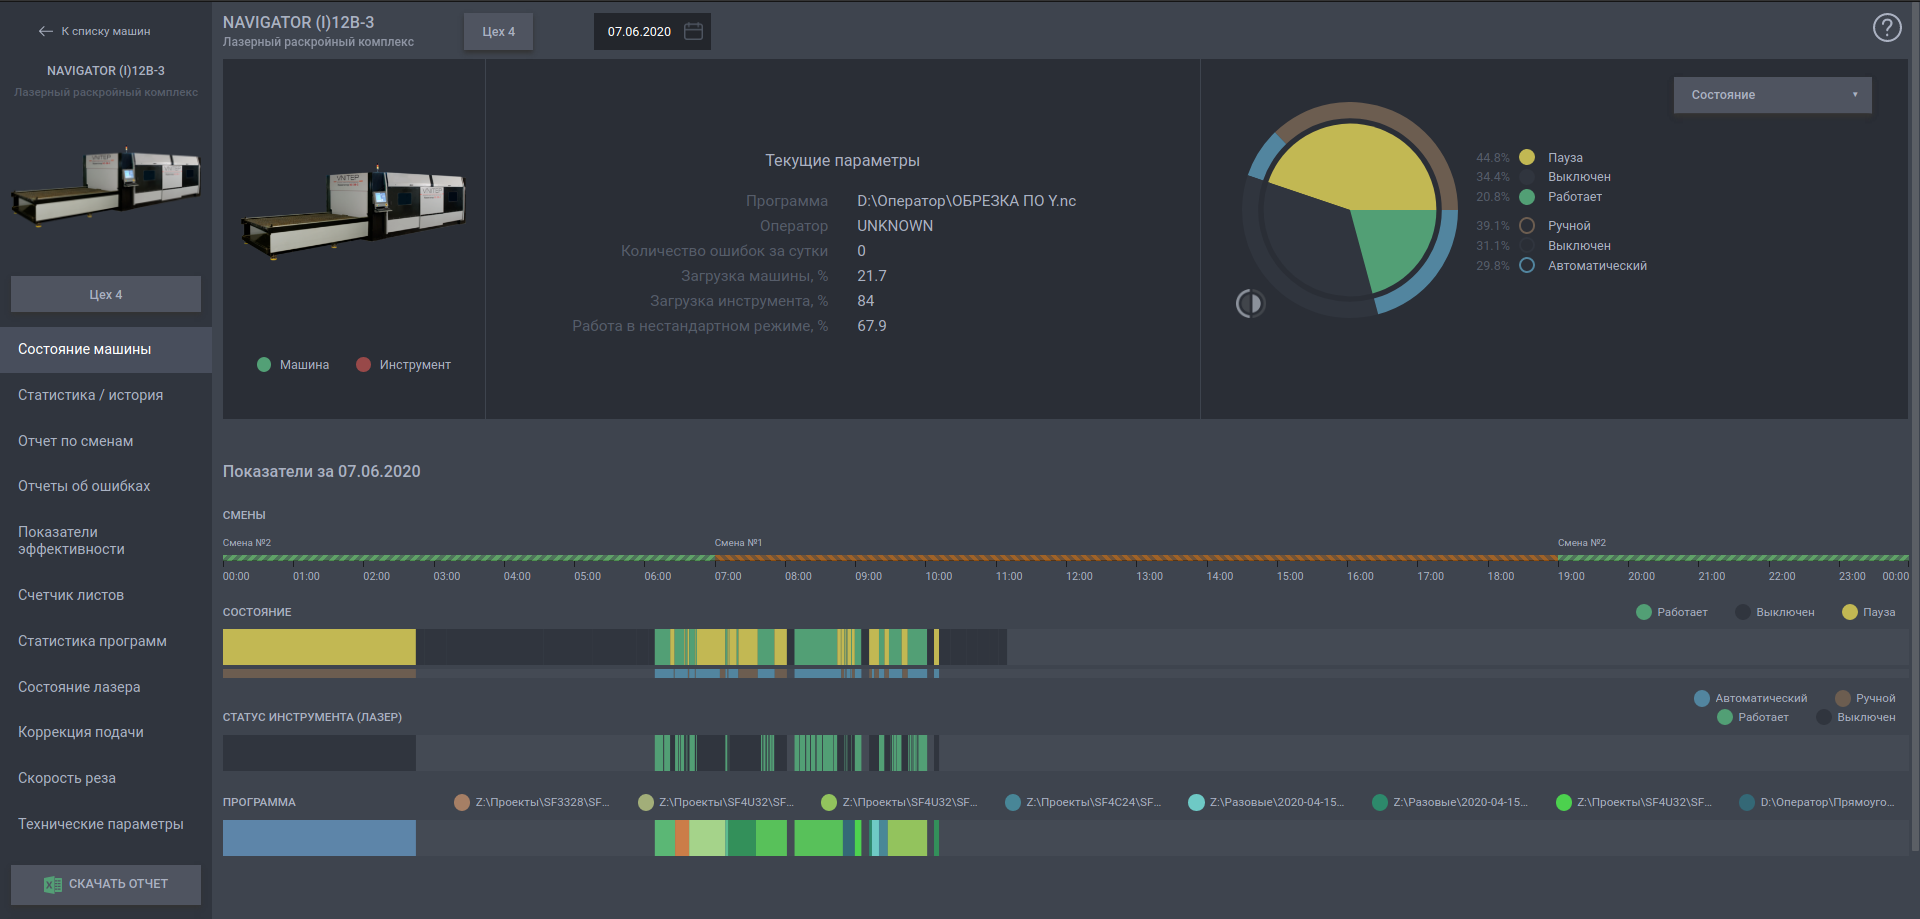 К списку машин
NAVIGATOR (I)12В-3
Лазерный раскройный комплекс
Цех 4
Состояние машины
Статистика / история
Отчет по сменам
Отчеты об ошибках
Показатели
эффективности
Счетчик листов
Статистика программ
Состояние лазера
Коррекция подачи
Скорость реза
Технические параметры
СКАЧАТЬ ОТЧЕТ
NAVIGATOR (I)12В-3
Лазерный раскройный комплекс
Цех 4
07.06.2020
VNITEP
Машина
Инструмент
Текущие параметры
Программа D:\Оператор\ОБРЕЗКА ПО Y.nc
Оператор UNKNOWN
Количество ошибок за сутки 0
Загрузка машины, % 21.7
Загрузка инструмента, % 84
Работа в нестандартном режиме, % 67.9
Состояние
44.8% Пауза
34.4% Выключен
20.8% Работает
39.1% Ручной
31.1% Выключен
29.8% Автоматический
Показатели за 07.06.2020
СМЕНЫ
Смена №2 Смена №1 Смена №2
00:00 01:00 02:00 03:00 04:00 05:00 06:00 07:00 08:00 09:00 10:00 11:00 12:00 13:00 14:00 15:00 16:00 17:00 18:00 19:00 20:00 21:00 22:00 23:00 00:00
СОСТОЯНИЕ Работает Выключен Пауза
Автоматический Ручной
СТАТУС ИНСТРУМЕНТА (ЛАЗЕР) Работает Выключен
ПРОГРАММА Z:\Проекты\SF3328\SF... Z:\Проекты\SF4U32\SF... Z:\Проекты\SF4U32\SF... Z:\Проекты\SF4C24\SF... Z:\Разовые\2020-04-15... Z:\Разовые\2020-04-15... Z:\Проекты\SF4U32\SF... D:\Оператор\Прямоуго...